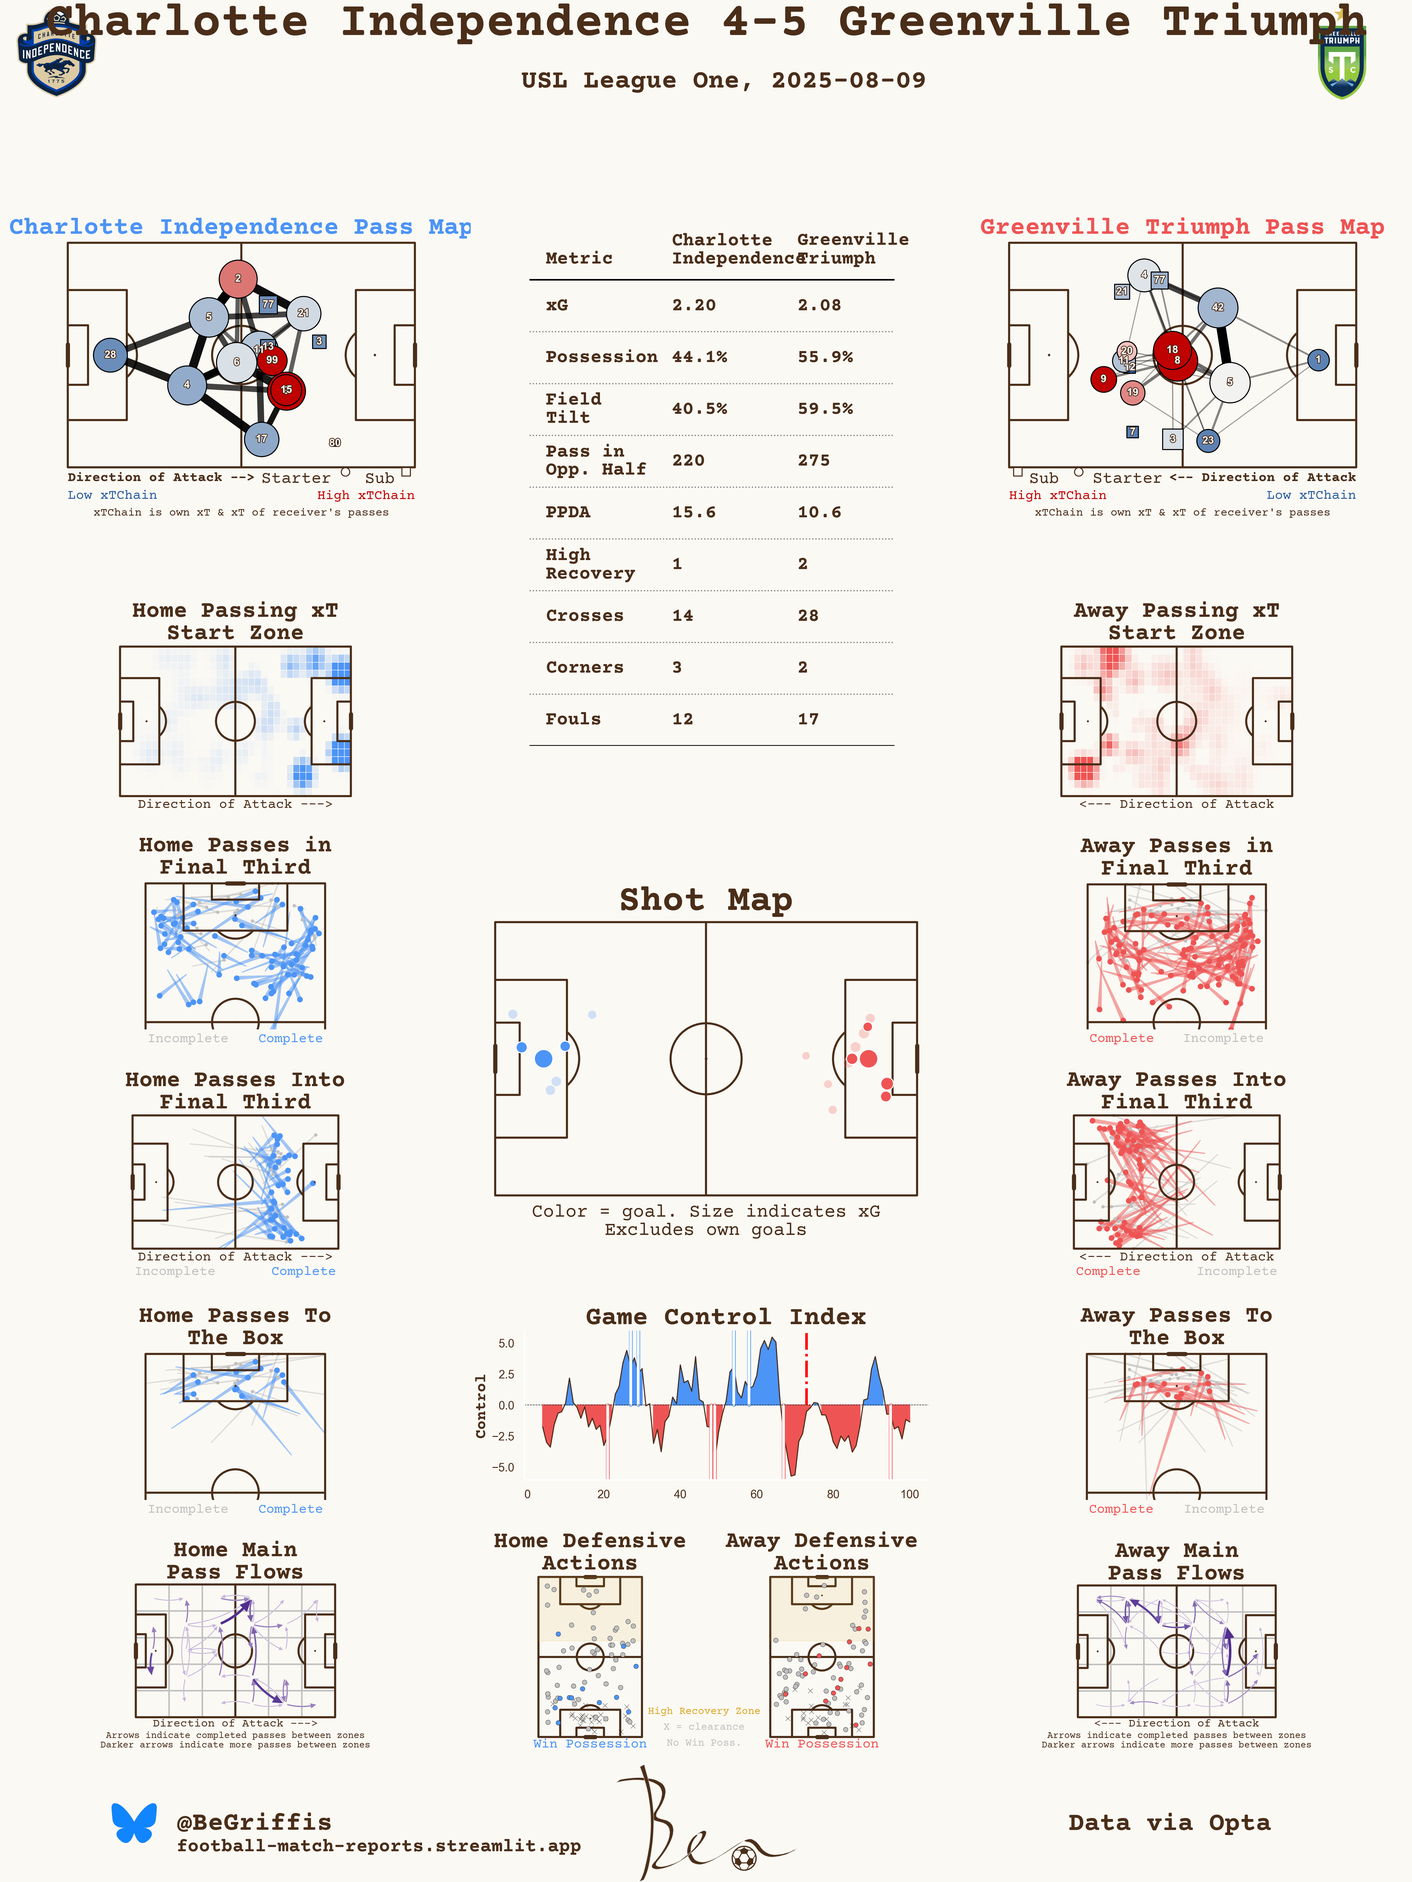 Charlotte Independence 4-5 Greenville Triumph
USL League One, 2025-08-09
CHARLOTTE
INDEPENDENCE
1775
TRIUMPH
S C
Charlotte Independence Pass Map
2
77
21
5
3
28
11
13
99
6
4
15
17
80
Direction of Attack --> Starter Sub
Low xTChain High xTChain
xTChain is own xT & xT of receiver's passes
Metric Charlotte Independence Greenville Triumph
xG 2.20 2.08
Possession 44.1% 55.9%
Field Tilt 40.5% 59.5%
Pass in Opp. Half 220 275
PPDA 15.6 10.6
High Recovery 1 2
Crosses 14 28
Corners 3 2
Fouls 12 17
Greenville Triumph Pass Map
4
77
21
42
20
18
11
8
1
12
9
5
19
7
3
23
Sub Starter <-- Direction of Attack
High xTChain Low xTChain
xTChain is own xT & xT of receiver's passes
Home Passing xT
Start Zone
Direction of Attack --->
Away Passing xT
Start Zone
<--- Direction of Attack
Home Passes in
Final Third
Incomplete Complete
Away Passes in
Final Third
Complete Incomplete
Shot Map
Color = goal. Size indicates xG
Excludes own goals
Home Passes Into
Final Third
Direction of Attack --->
Incomplete Complete
Away Passes Into
Final Third
<--- Direction of Attack
Complete Incomplete
Home Passes To
The Box
Incomplete Complete
Game Control Index
Control
5.0
2.5
0.0
−2.5
−5.0
0 20 40 60 80 100
Away Passes To
The Box
Complete Incomplete
Home Main
Pass Flows
Direction of Attack --->
Arrows indicate completed passes between zones
Darker arrows indicate more passes between zones
Home Defensive
Actions
Win Possession
Away Defensive
Actions
Win Possession
High Recovery Zone
X = clearance
No Win Poss.
Away Main
Pass Flows
<--- Direction of Attack
Arrows indicate completed passes between zones
Darker arrows indicate more passes between zones
@BeGriffis
football-match-reports.streamlit.app
Ben
Data via Opta